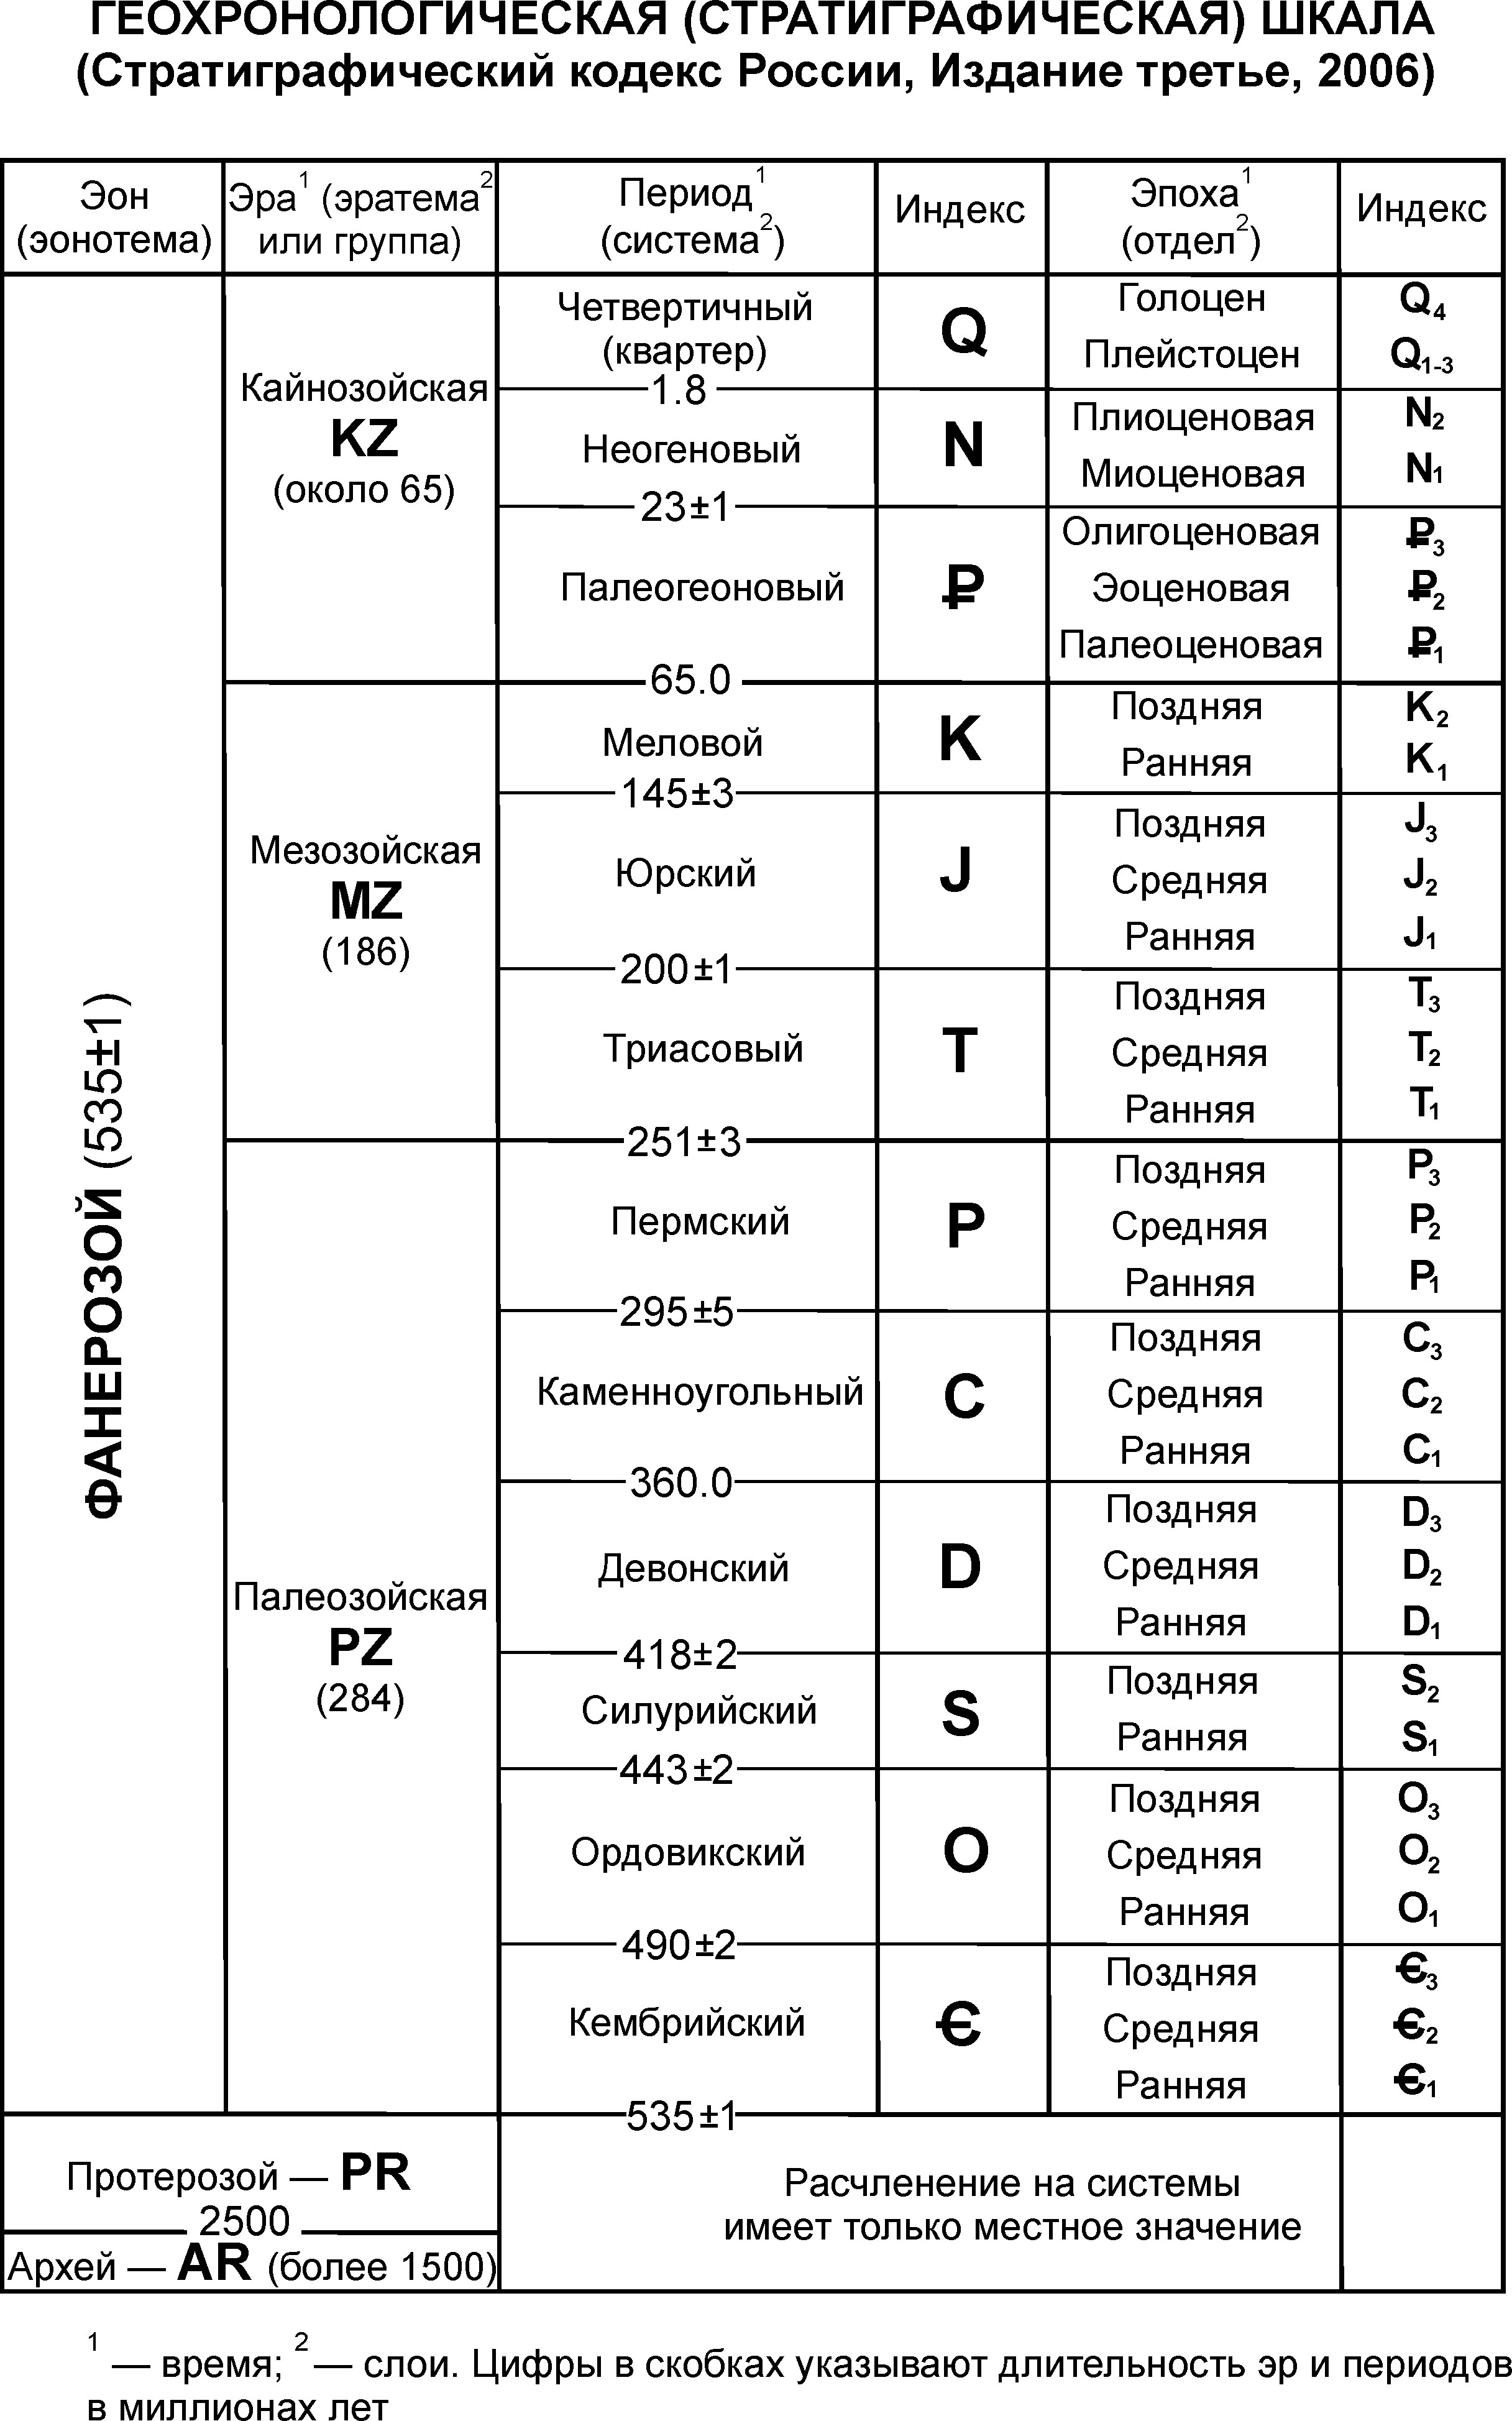 ГЕОХРОНОЛОГИЧЕСКАЯ (СТРАТИГРАФИЧЕСКАЯ) ШКАЛА
(Стратиграфический кодекс России, Издание третье, 2006)
Эон
(эонотема)
Эра¹ (эратема²
или группа)
Период¹
(система²)
Индекс
Эпоха¹
(отдел²)
Индекс
ФАНЕРОЗОЙ (535±1)
Кайнозойская
KZ
(около 65)
Четвертичный
(квартер)
Q
Голоцен Q₄
Плейстоцен Q₁₋₃
1.8
Неогеновый
N
Плиоценовая N₂
Миоценовая N₁
23±1
Палеогеоновый
₽
Олигоценовая ₽₃
Эоценовая ₽₂
Палеоценовая ₽₁
65.0
Мезозойская
MZ
(186)
Меловой
K
Поздняя K₂
Ранняя K₁
145±3
Юрский
J
Поздняя J₃
Средняя J₂
Ранняя J₁
200±1
Триасовый
T
Поздняя T₃
Средняя T₂
Ранняя T₁
251±3
Палеозойская
PZ
(284)
Пермский
P
Поздняя P₃
Средняя P₂
Ранняя P₁
295±5
Каменноугольный
C
Поздняя C₃
Средняя C₂
Ранняя C₁
360.0
Девонский
D
Поздняя D₃
Средняя D₂
Ранняя D₁
418±2
Силурийский
S
Поздняя S₂
Ранняя S₁
443±2
Ордовикский
O
Поздняя O₃
Средняя O₂
Ранняя O₁
490±2
Кембрийский
Є
Поздняя Є₃
Средняя Є₂
Ранняя Є₁
535±1
Протерозой — PR
2500
Архей — AR (более 1500)
Расчленение на системы
имеет только местное значение
¹ — время; ² — слои. Цифры в скобках указывают длительность эр и периодов
в миллионах лет